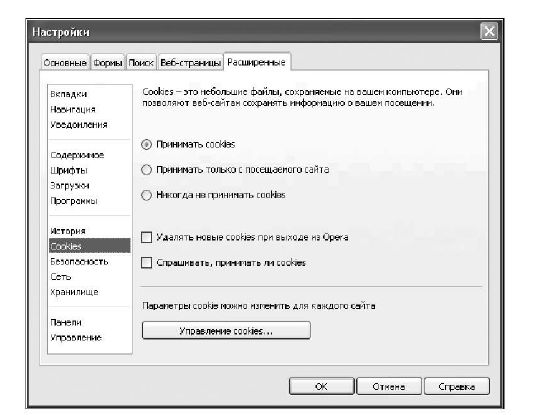 Настройки
Основные Формы Поиск Веб-страницы Расширенные
Вкладки
Навигация
Уведомления
Содержимое
Шрифты
Загрузки
Программы
История
Cookies
Безопасность
Сеть
Хранилище
Панели
Управление
Cookies – это небольшие файлы, сохраняемые на вашем компьютере. Они
позволяют веб-сайтам сохранять информацию о вашем посещении.
Принимать cookies
Принимать только с посещаемого сайта
Никогда не принимать cookies
Удалять новые cookies при выходе из Opera
Спрашивать, принимать ли cookies
Параметры cookie можно изменить для каждого сайта
Управление cookies...
OK Отмена Справка